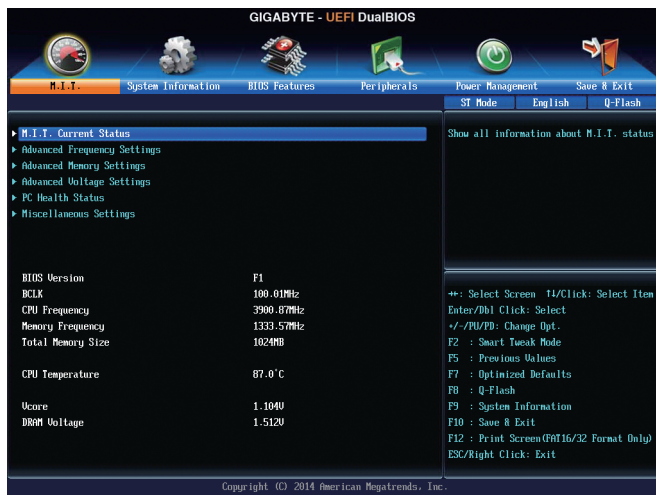 GIGABYTE - UEFI DualBIOS
M.I.T. System Information BIOS Features Peripherals Power Management Save & Exit
ST Mode English Q-Flash
M.I.T. Current Status
Advanced Frequency Settings
Advanced Memory Settings
Advanced Voltage Settings
PC Health Status
Miscellaneous Settings
Show all information about M.I.T. status
BIOS Version F1
BCLK 100.01MHz
CPU Frequency 3900.87MHz
Memory Frequency 1333.57MHz
Total Memory Size 1024MB
CPU Temperature 87.0°C
Vcore 1.104V
DRAM Voltage 1.512V
→←: Select Screen ↑↓/Click: Select Item
Enter/Dbl Click: Select
+/-/PU/PD: Change Opt.
F2 : Smart Tweak Mode
F5 : Previous Values
F7 : Optimized Defaults
F8 : Q-Flash
F9 : System Information
F10 : Save & Exit
F12 : Print Screen(FAT16/32 Format Only)
ESC/Right Click: Exit
Copyright (C) 2014 American Megatrends, Inc.